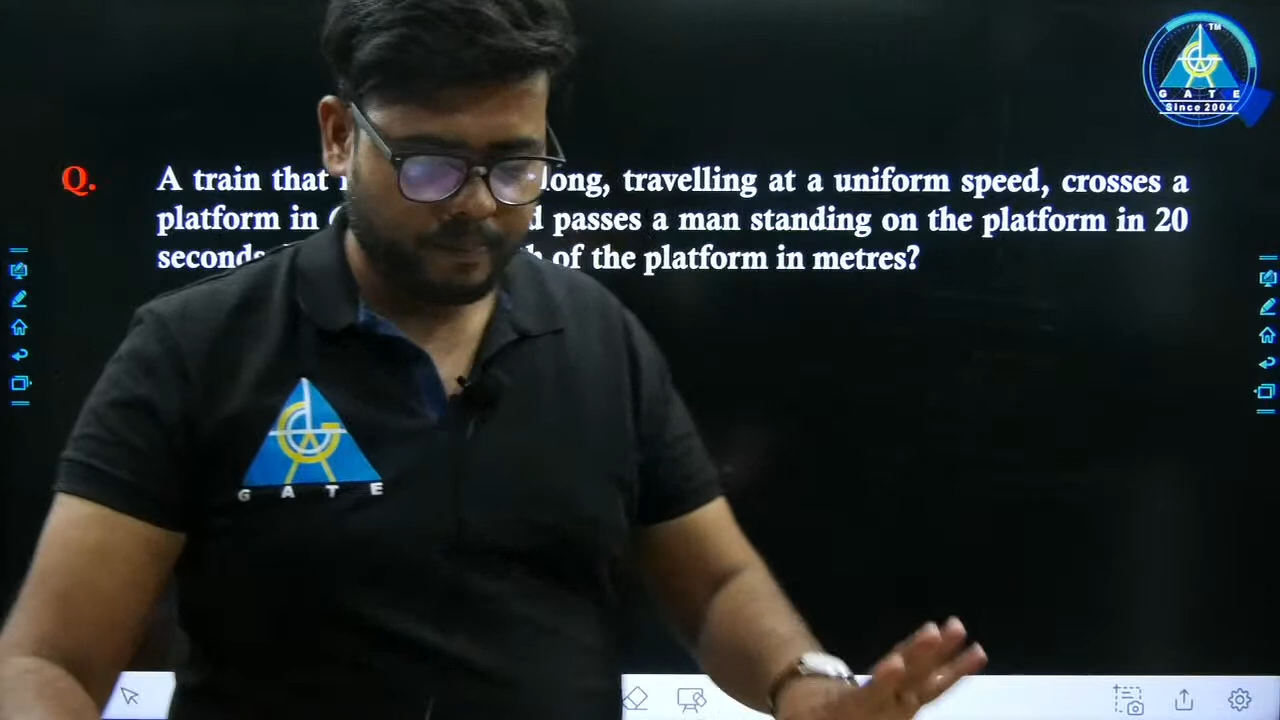 TM
G A T E
Since 2004
Q. A train that long, travelling at a uniform speed, crosses a
platform in passes a man standing on the platform in 20
seconds of the platform in metres?
G A T E